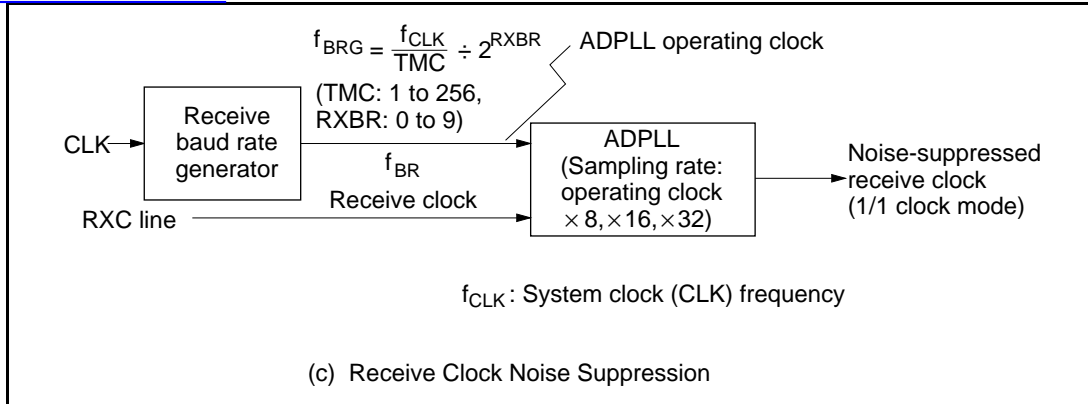 f_BRG = f_CLK / TMC ÷ 2^RXBR
(TMC: 1 to 256,
RXBR: 0 to 9)
ADPLL operating clock
CLK
Receive
baud rate
generator
f_BR
Receive clock
RXC line
ADPLL
(Sampling rate:
operating clock
× 8, ×16, ×32)
Noise-suppressed
receive clock
(1/1 clock mode)
f_CLK : System clock (CLK) frequency
(c) Receive Clock Noise Suppression